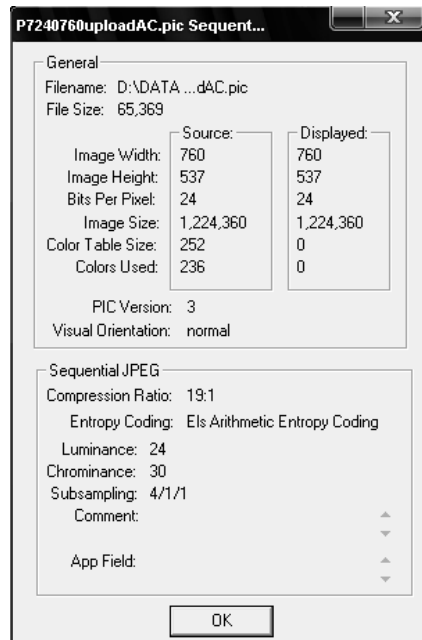 P7240760uploadAC.pic Sequent...
General
Filename: D:\DATA ...dAC.pic
File Size: 65,369
Source: Displayed:
Image Width: 760 760
Image Height: 537 537
Bits Per Pixel: 24 24
Image Size: 1,224,360 1,224,360
Color Table Size: 252 0
Colors Used: 236 0
PIC Version: 3
Visual Orientation: normal
Sequential JPEG
Compression Ratio: 19:1
Entropy Coding: Els Arithmetic Entropy Coding
Luminance: 24
Chrominance: 30
Subsampling: 4/1/1
Comment:
App Field:
OK